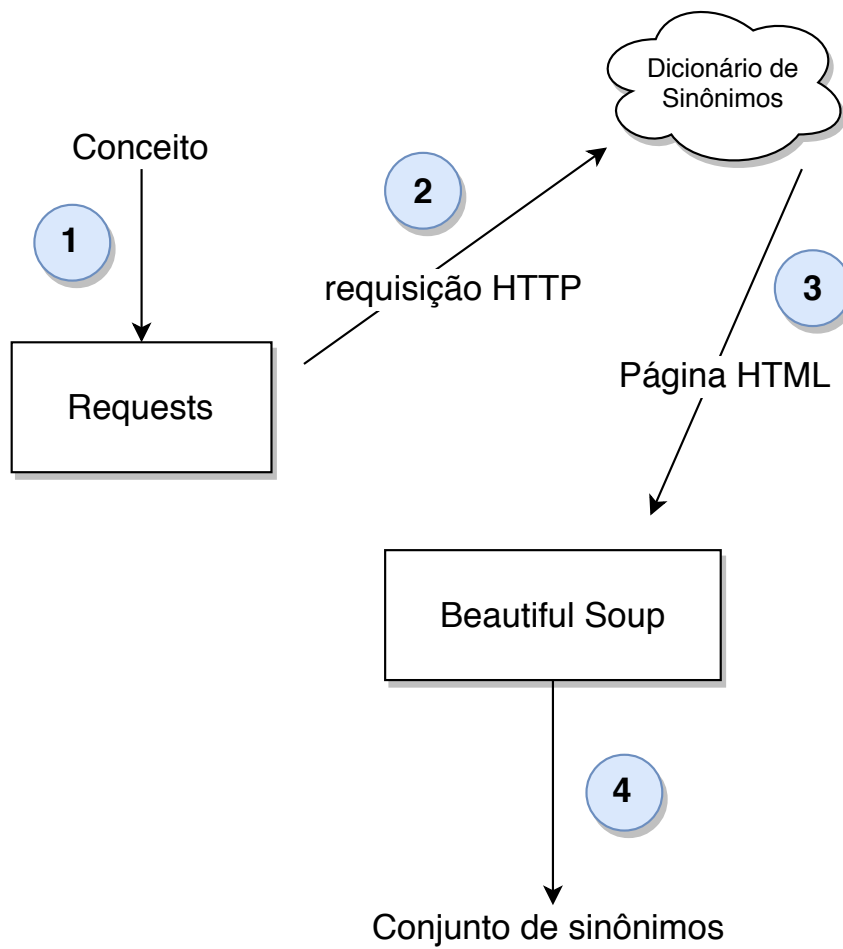 Dicionário de
Sinônimos
Conceito
2
1
requisição HTTP
3
Requests
Página HTML
Beautiful Soup
4
Conjunto de sinônimos